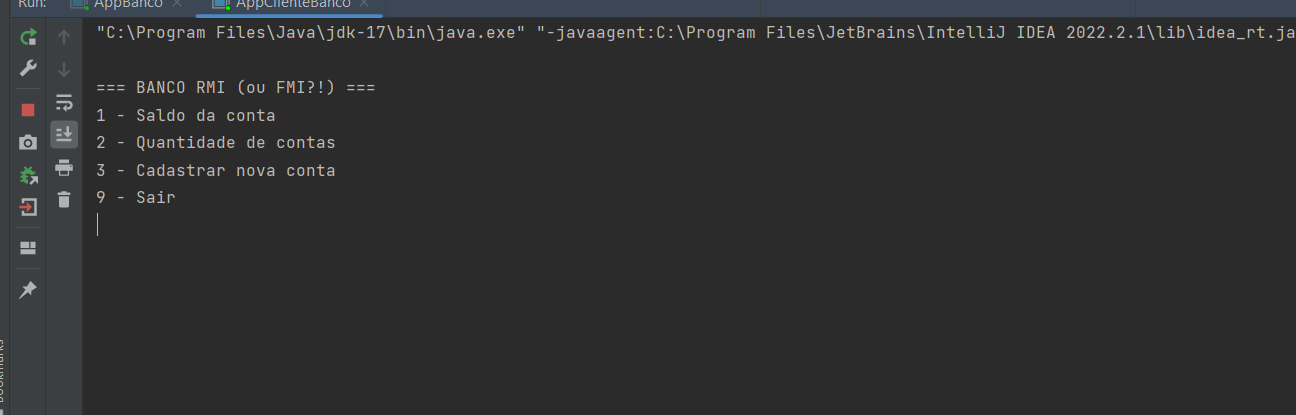 Run: AppBanco AppClienteBanco
"C:\Program Files\Java\jdk-17\bin\java.exe" "-javaagent:C:\Program Files\JetBrains\IntelliJ IDEA 2022.2.1\lib\idea_rt.ja
=== BANCO RMI (ou FMI?!) ===
1 - Saldo da conta
2 - Quantidade de contas
3 - Cadastrar nova conta
9 - Sair